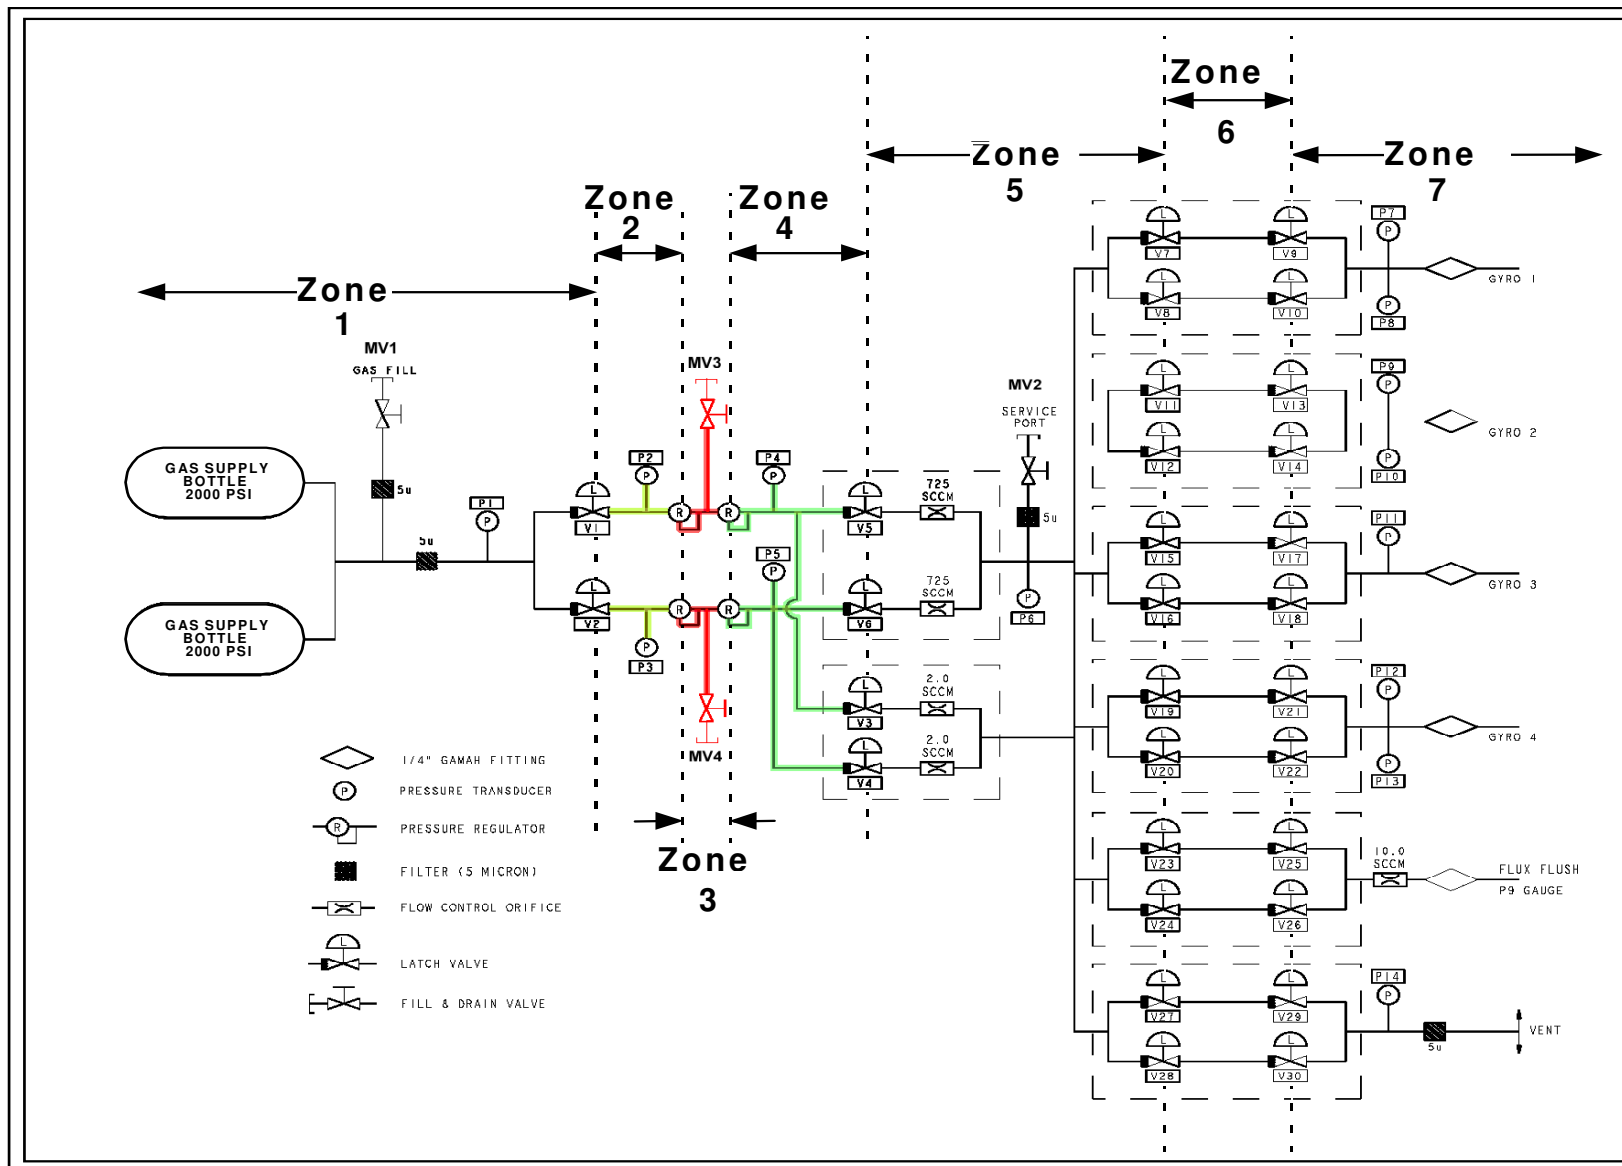 Zone
6
Zone
5
Zone
7
Zone
2
Zone
4
Zone
1
MV1
GAS FILL
MV3
MV2
SERVICE
PORT
GAS SUPPLY
BOTTLE
2000 PSI
5u
P1
5u
GAS SUPPLY
BOTTLE
2000 PSI
L
V1
L
V2
P2
P
P
P3
R
R
R
R
MV4
P4
P
P5
P
L
V5
725
SCCM
L
V6
725
SCCM
L
V3
2.0
SCCM
L
V4
2.0
SCCM
5u
P
P6
Zone
3
L
V7
L
V9
L
V8
L
V10
P7
P
P
P8
GYRO 1
L
V11
L
V13
L
V12
L
V14
P9
P
P
P10
GYRO 2
L
V15
L
V17
L
V16
L
V18
P11
P
GYRO 3
L
V19
L
V21
L
V20
L
V22
P12
P
P
P13
GYRO 4
L
V23
L
V25
L
V24
L
V26
10.0
SCCM
FLUX FLUSH
P9 GAUGE
L
V27
L
V29
L
V28
L
V30
P14
P
5u
VENT
1/4" GAMAH FITTING
P PRESSURE TRANSDUCER
R PRESSURE REGULATOR
FILTER (5 MICRON)
FLOW CONTROL ORIFICE
L LATCH VALVE
FILL & DRAIN VALVE
P